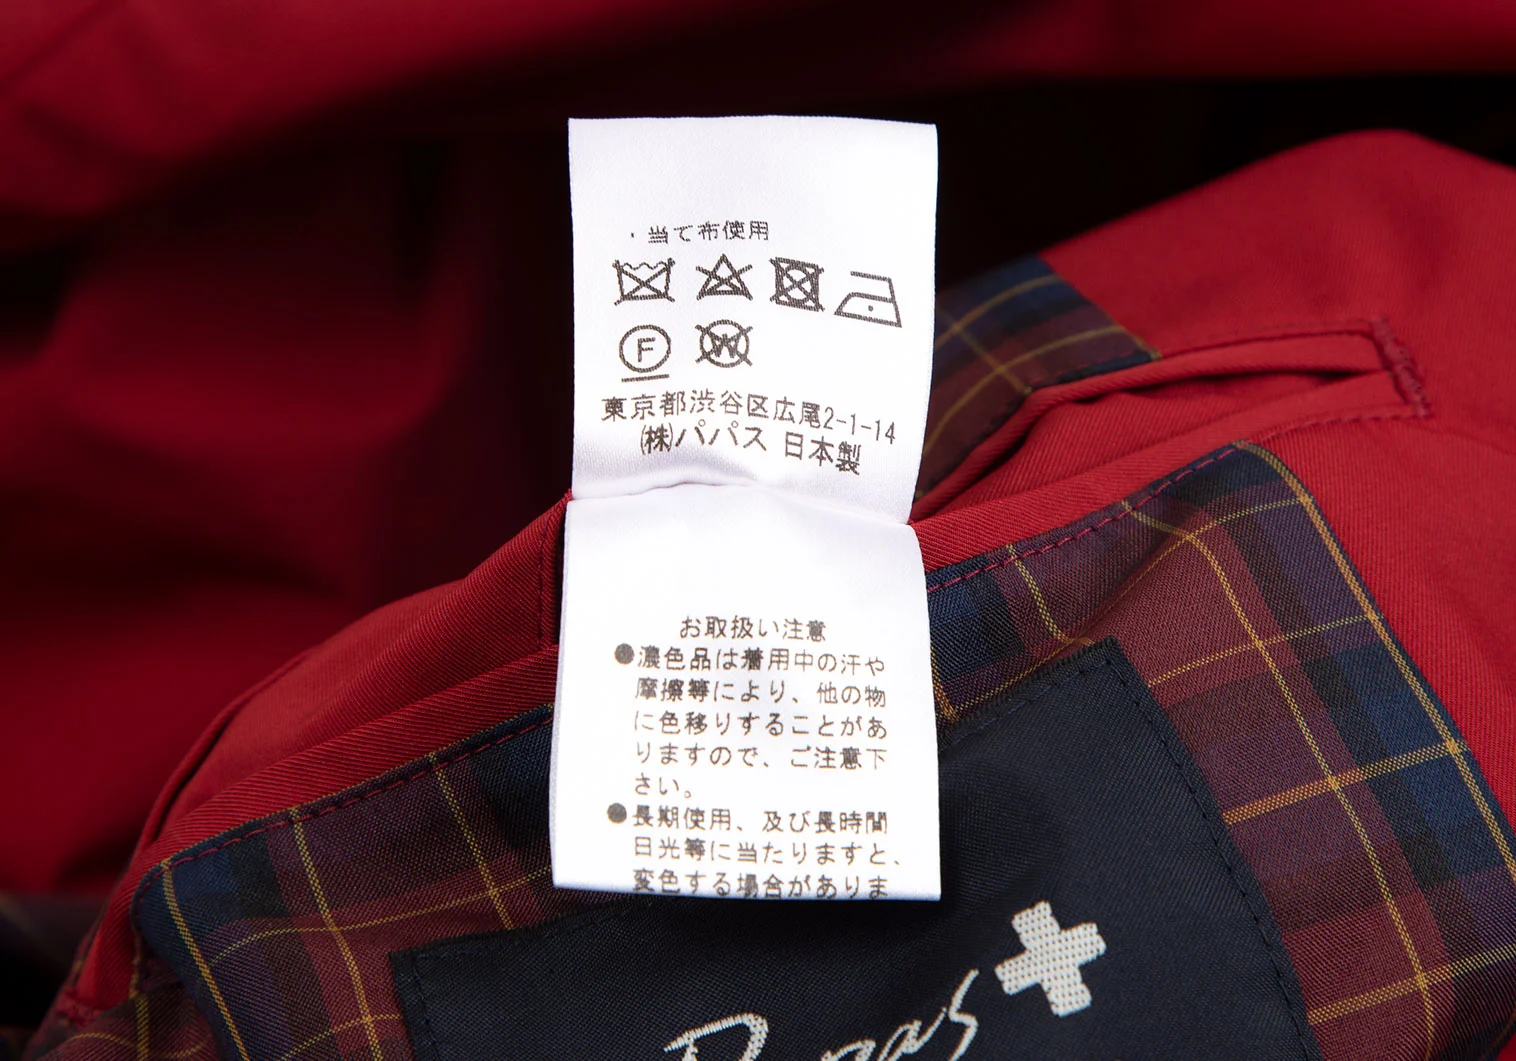 ・当て布使用
F
W
東京都渋谷区広尾2-1-14
㈱パパス 日本製
お取扱い注意
●濃色品は着用中の汗や
摩擦等により、他の物
に色移りすることがあ
りますので、ご注意下
さい。
●長期使用、及び長時間
日光等に当たりますと、
変色する場合がありま
Papas